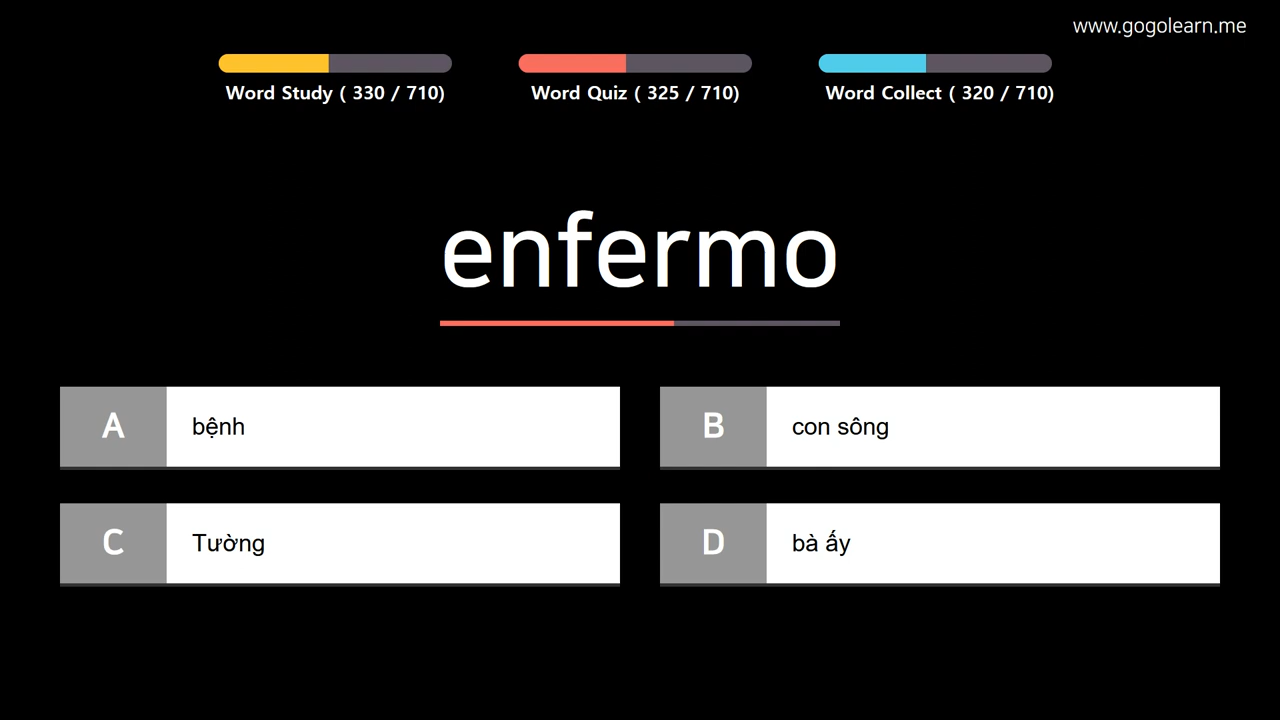 www.gogolearn.me
Word Study ( 330 / 710)
Word Quiz ( 325 / 710)
Word Collect ( 320 / 710)
enfermo
A bệnh
B con sông
C Tường
D bà ấy